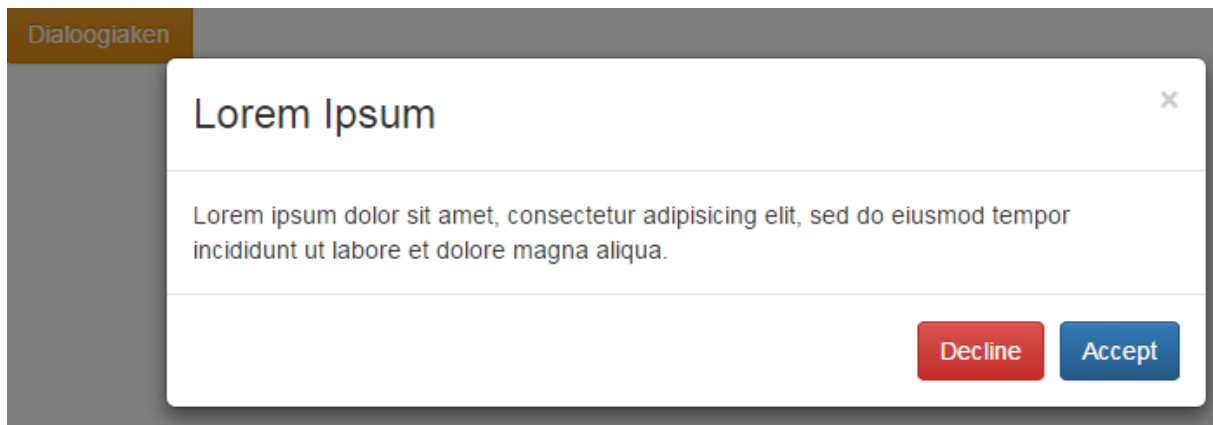 Dialoogiaken
Lorem Ipsum
×
Lorem ipsum dolor sit amet, consectetur adipisicing elit, sed do eiusmod tempor
incididunt ut labore et dolore magna aliqua.
Decline Accept